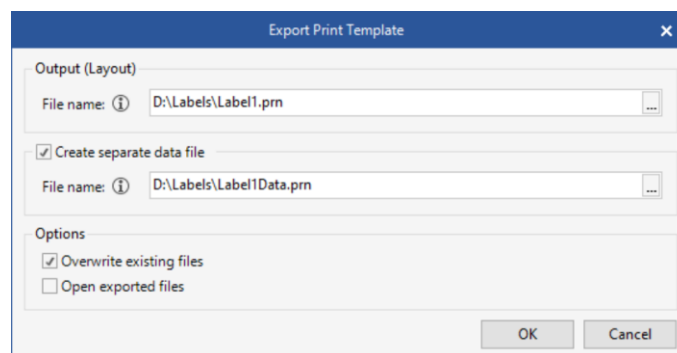 Export Print Template
Output (Layout)
File name: D:\Labels\Label1.prn ...
Create separate data file
File name: D:\Labels\Label1Data.prn ...
Options
Overwrite existing files
Open exported files
OK Cancel